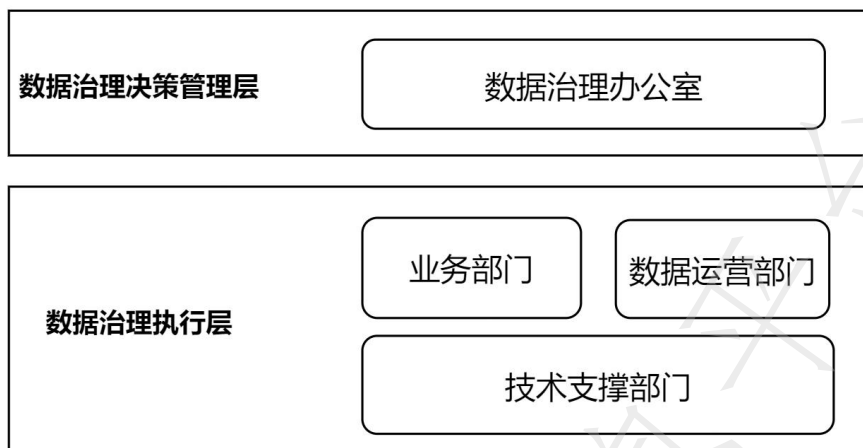 数据治理决策管理层
数据治理办公室
业务部门
数据运营部门
数据治理执行层
技术支撑部门